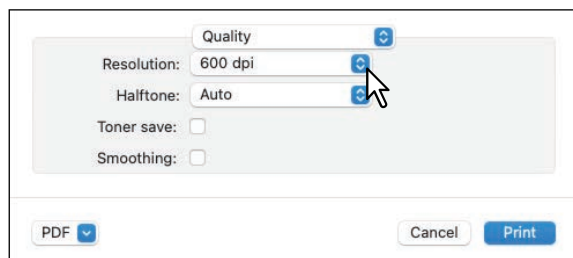 Quality
Resolution: 600 dpi
Halftone: Auto
Toner save:
Smoothing:
PDF Cancel Print